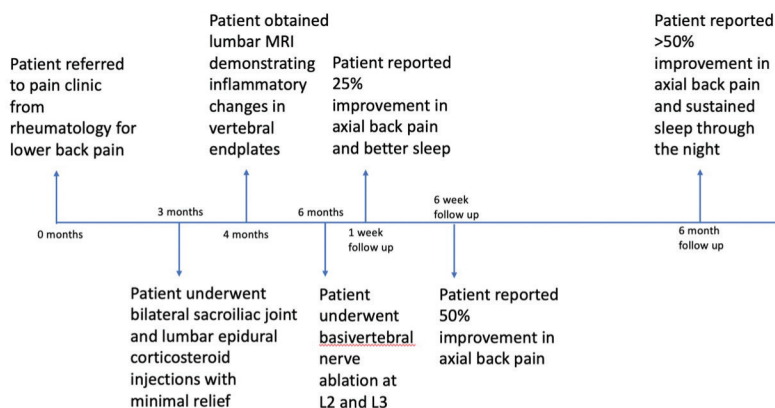 Patient referred
to pain clinic
from
rheumatology for
lower back pain
Patient obtained
lumbar MRI
demonstrating
inflammatory
changes in
vertebral
endplates
Patient reported
25%
improvement in
axial back pain
and better sleep
Patient reported
>50%
improvement in
axial back pain
and sustained
sleep through
the night
0 months
3 months
4 months
6 months
1 week
follow up
6 week
follow up
6 month
follow up
Patient underwent
bilateral sacroiliac joint
and lumbar epidural
corticosteroid
injections with
minimal relief
Patient
underwent
basivertebral
nerve
ablation at
L2 and L3
Patient reported
50%
improvement in
axial back pain